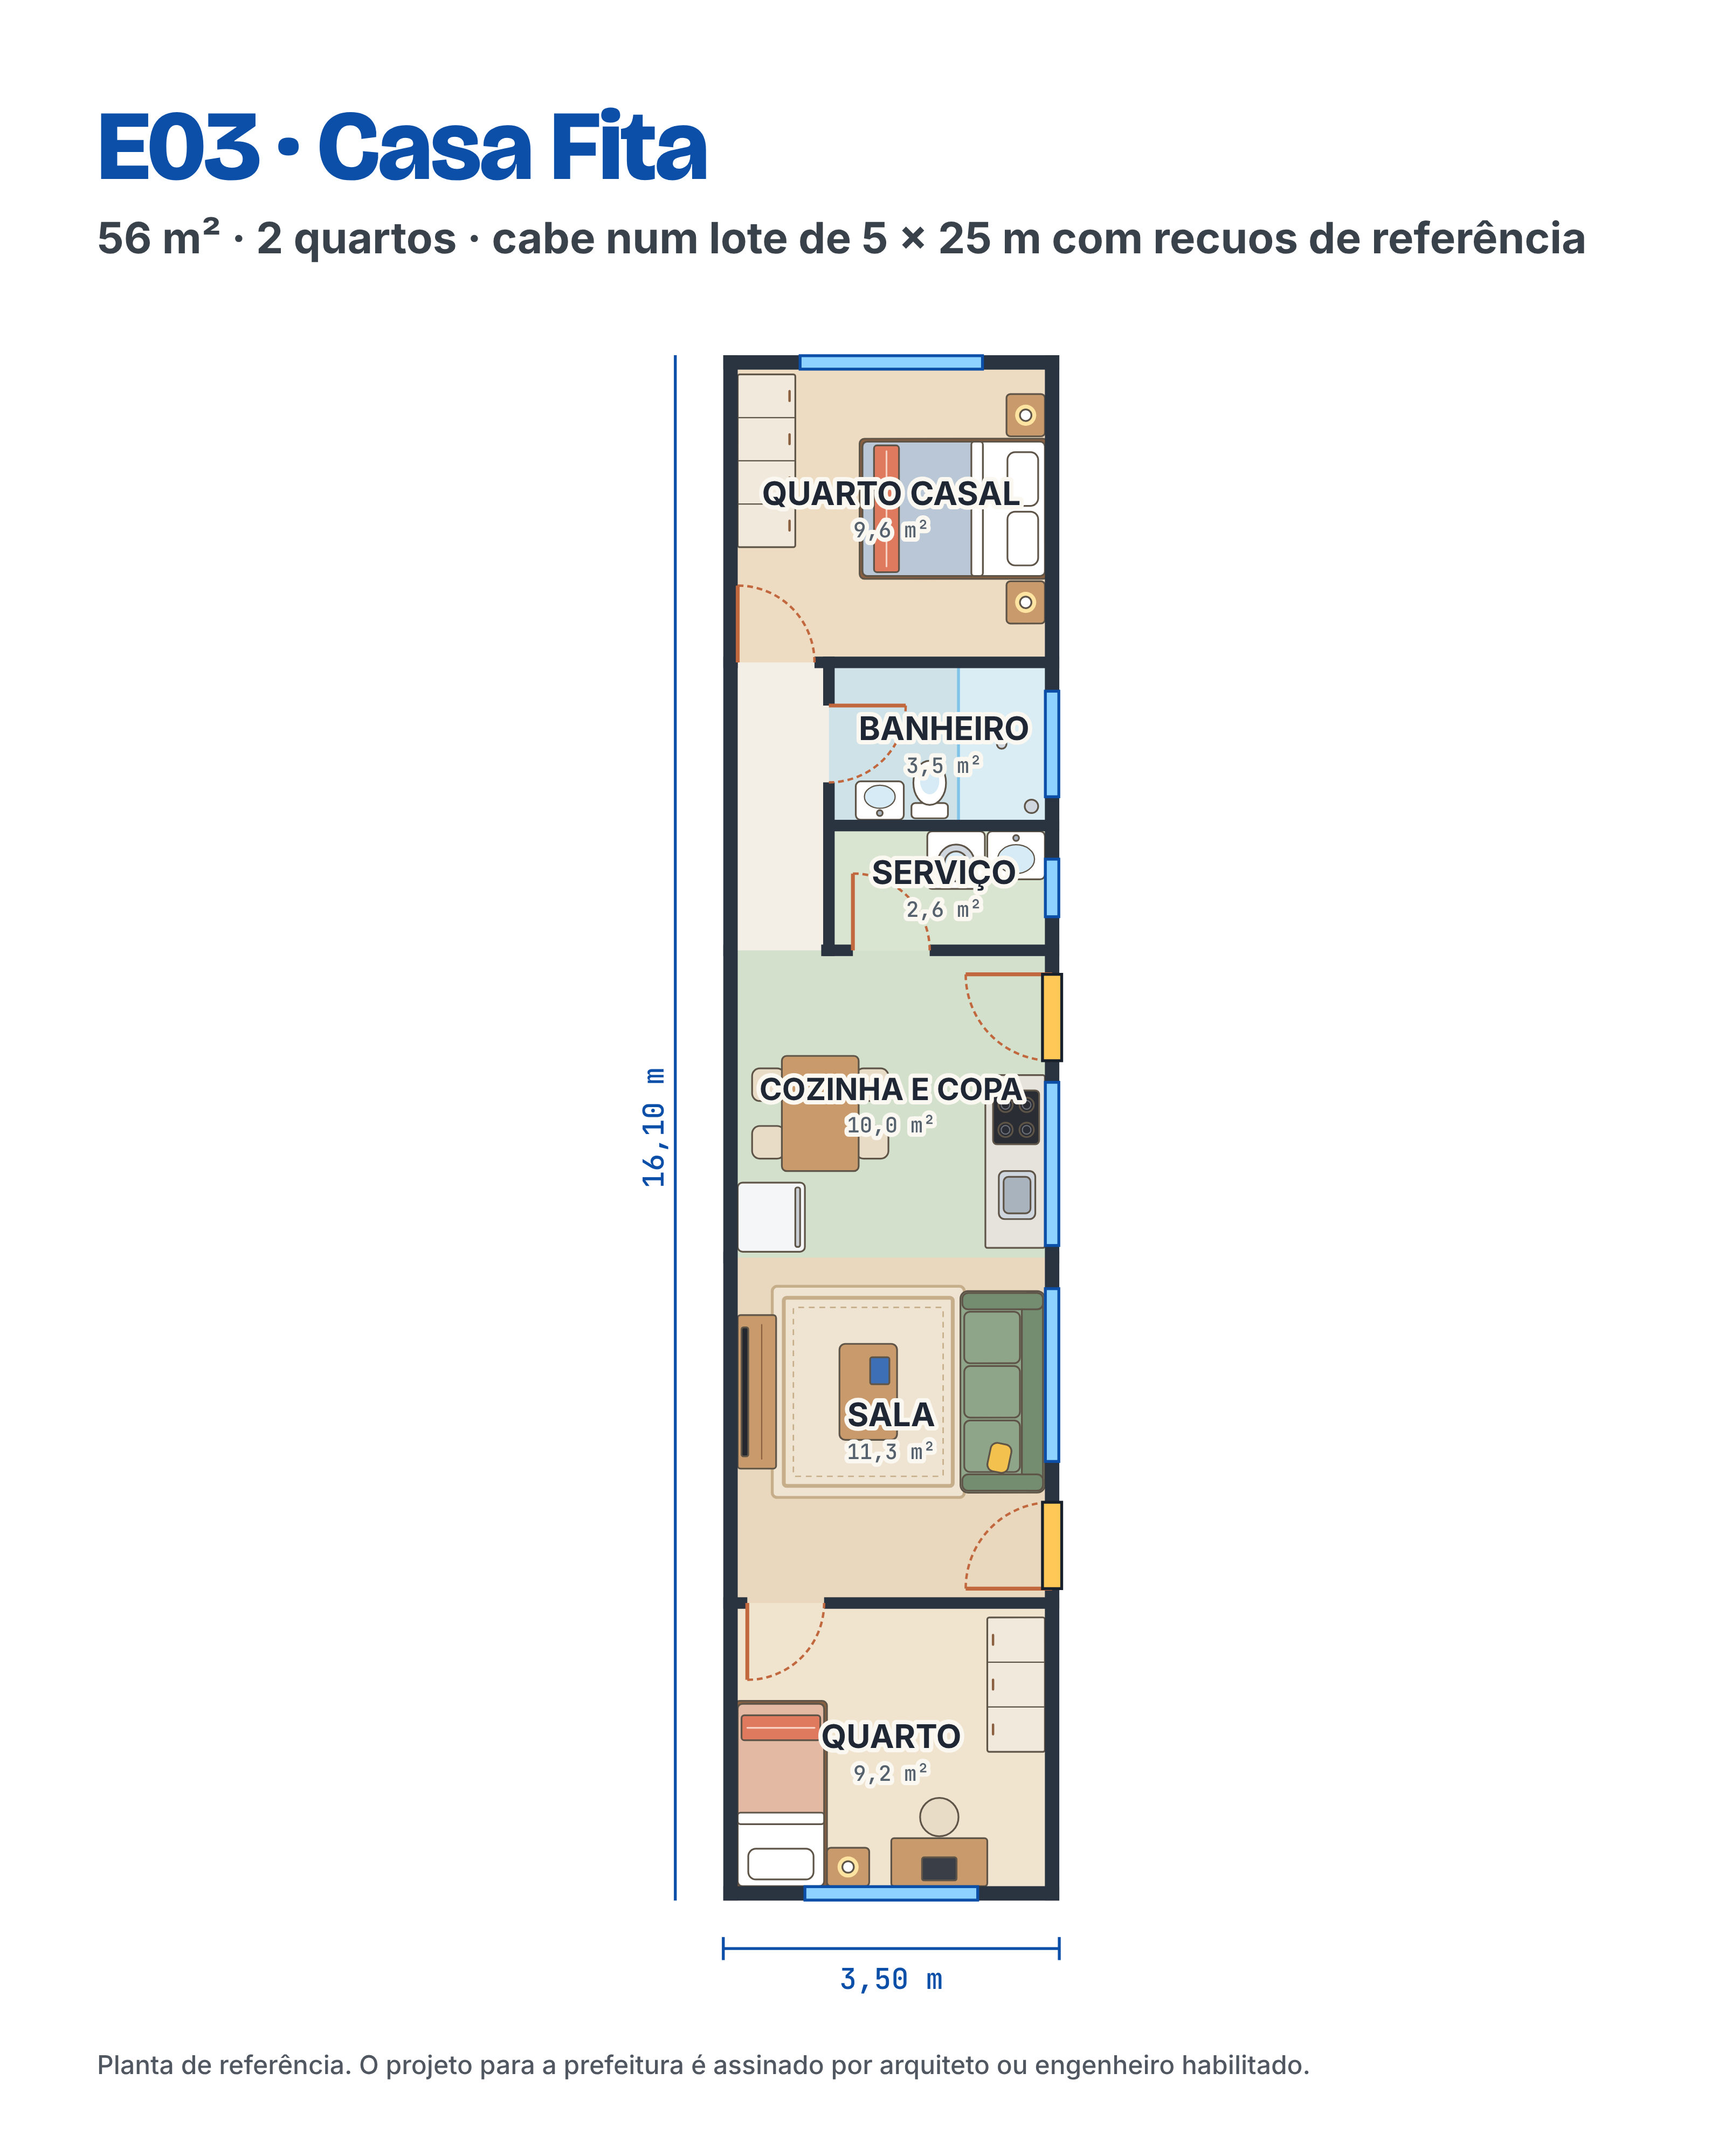 E03 · Casa Fita
56 m² · 2 quartos · cabe num lote de 5 × 25 m com recuos de referência
QUARTO CASAL
9,6 m²
BANHEIRO
3,5 m²
SERVIÇO
2,6 m²
COZINHA E COPA
10,0 m²
16,10 m
SALA
11,3 m²
QUARTO
9,2 m²
3,50 m
Planta de referência. O projeto para a prefeitura é assinado por arquiteto ou engenheiro habilitado.